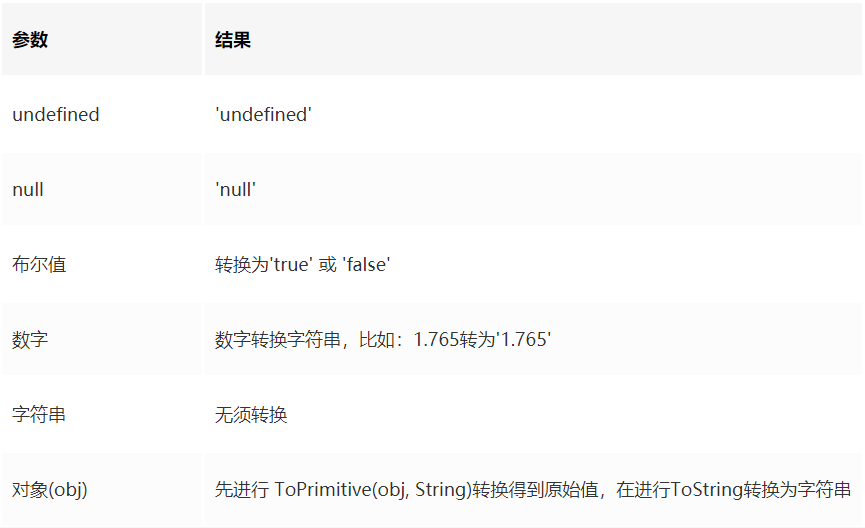 参数 结果
undefined 'undefined'
null 'null'
布尔值 转换为'true' 或 'false'
数字 数字转换字符串，比如：1.765转为'1.765'
字符串 无须转换
对象(obj) 先进行 ToPrimitive(obj, String)转换得到原始值，在进行ToString转换为字符串